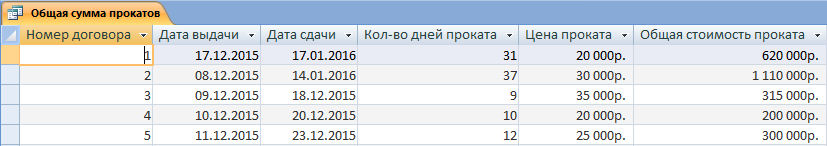 Общая сумма прокатов
Номер договора Дата выдачи Дата сдачи Кол-во дней проката Цена проката Общая стоимость проката
1 17.12.2015 17.01.2016 31 20 000р. 620 000р.
2 08.12.2015 14.01.2016 37 30 000р. 1 110 000р.
3 09.12.2015 18.12.2015 9 35 000р. 315 000р.
4 10.12.2015 20.12.2015 10 20 000р. 200 000р.
5 11.12.2015 23.12.2015 12 25 000р. 300 000р.